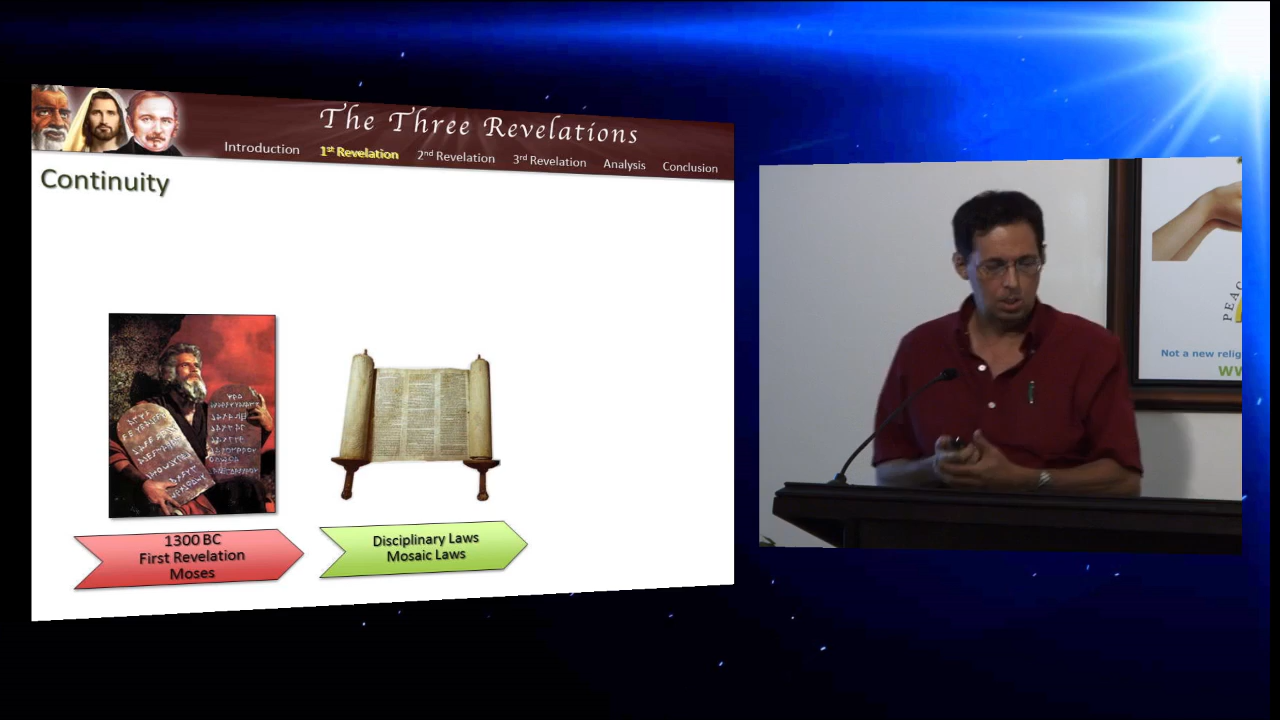 The Three Revelations
Introduction 1st Revelation 2nd Revelation 3rd Revelation Analysis Conclusion
Continuity
1300 BC
First Revelation
Moses
Disciplinary Laws
Mosaic Laws
Not a new